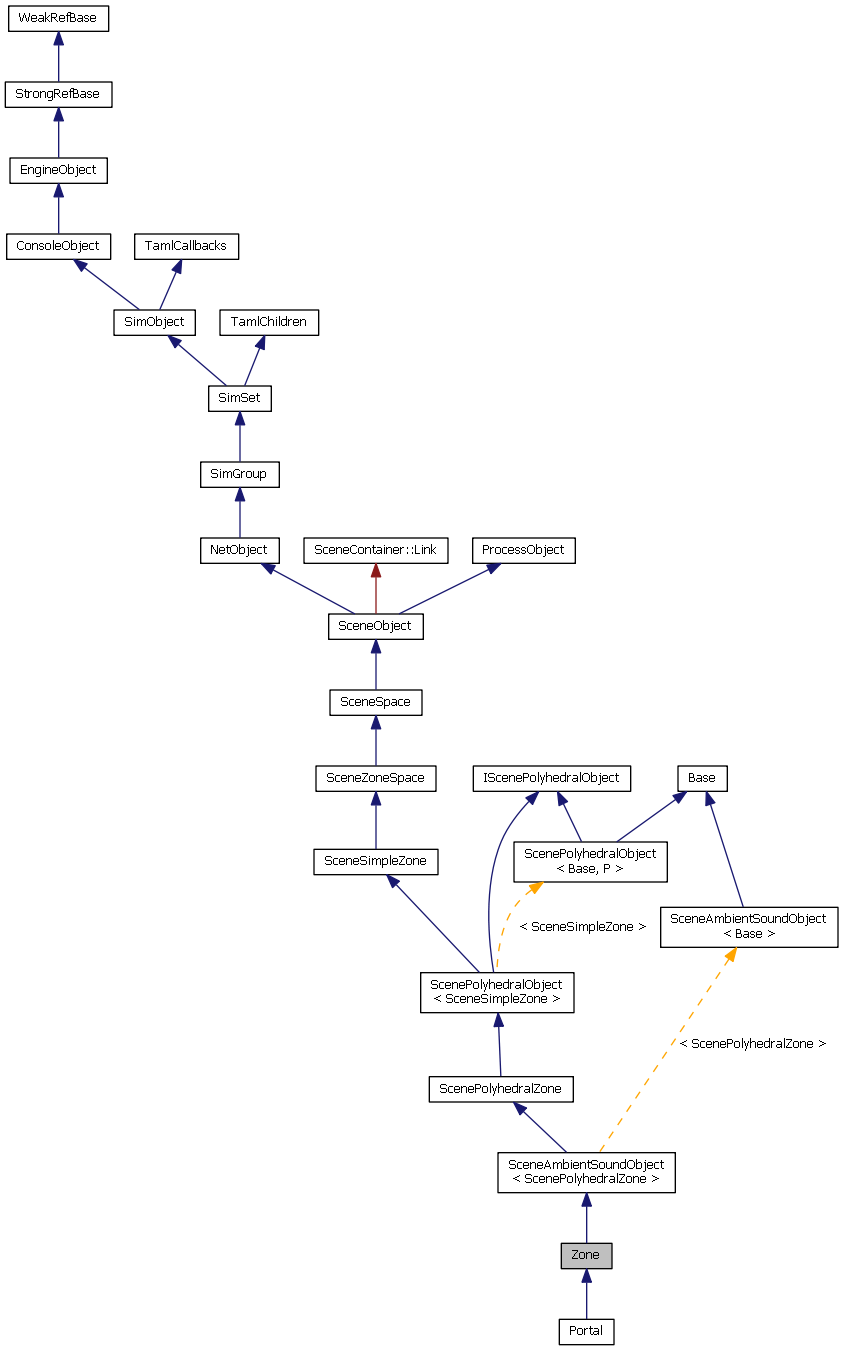 WeakRefBase
StrongRefBase
EngineObject
ConsoleObject
TamlCallbacks
SimObject
TamlChildren
SimSet
SimGroup
NetObject
SceneContainer::Link
ProcessObject
SceneObject
SceneSpace
SceneZoneSpace
IScenePolyhedralObject
Base
SceneSimpleZone
ScenePolyhedralObject
< Base, P >
SceneAmbientSoundObject
< Base >
< SceneSimpleZone >
ScenePolyhedralObject
< SceneSimpleZone >
< ScenePolyhedralZone >
ScenePolyhedralZone
SceneAmbientSoundObject
< ScenePolyhedralZone >
Zone
Portal